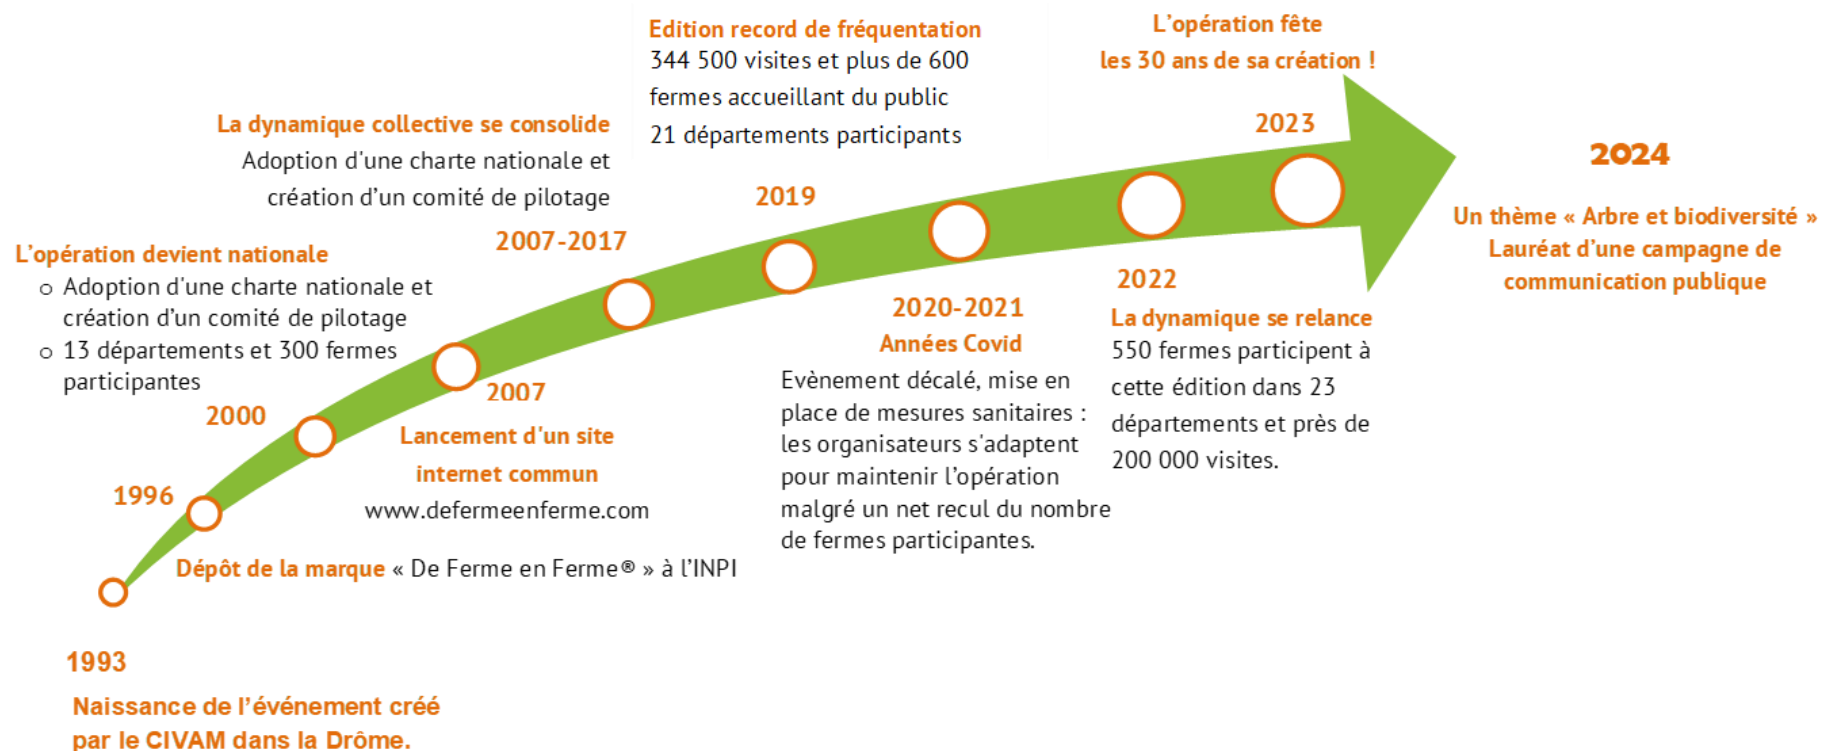 1993
Naissance de l’événement créé
par le CIVAM dans la Drôme.
1996
Dépôt de la marque « De Ferme en Ferme® » à l’INPI
L’opération devient nationale
o Adoption d'une charte nationale et
création d’un comité de pilotage
o 13 départements et 300 fermes
participantes
2000
2007
Lancement d'un site
internet commun
www.defermeenferme.com
La dynamique collective se consolide
Adoption d'une charte nationale et
création d’un comité de pilotage
2007-2017
Edition record de fréquentation
344 500 visites et plus de 600
fermes accueillant du public
21 départements participants
2019
2020-2021
Années Covid
Evènement décalé, mise en
place de mesures sanitaires :
les organisateurs s'adaptent
pour maintenir l’opération
malgré un net recul du nombre
de fermes participantes.
2022
La dynamique se relance
550 fermes participent à
cette édition dans 23
départements et près de
200 000 visites.
L’opération fête
les 30 ans de sa création !
2023
2024
Un thème « Arbre et biodiversité »
Lauréat d’une campagne de
communication publique